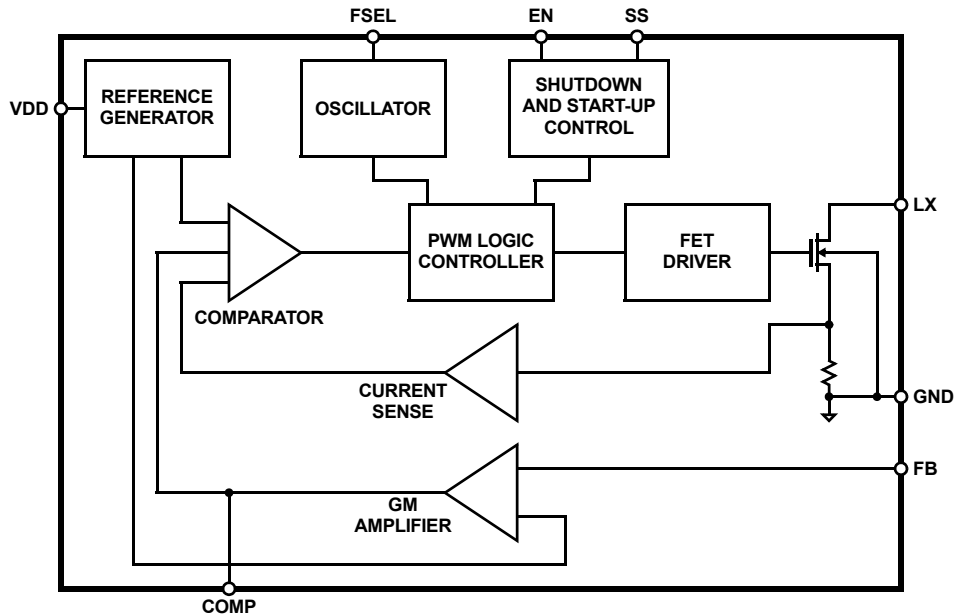 FSEL
EN
SS
VDD
REFERENCE
GENERATOR
OSCILLATOR
SHUTDOWN
AND START-UP
CONTROL
LX
PWM LOGIC
CONTROLLER
FET
DRIVER
COMPARATOR
CURRENT
SENSE
GND
FB
GM
AMPLIFIER
COMP